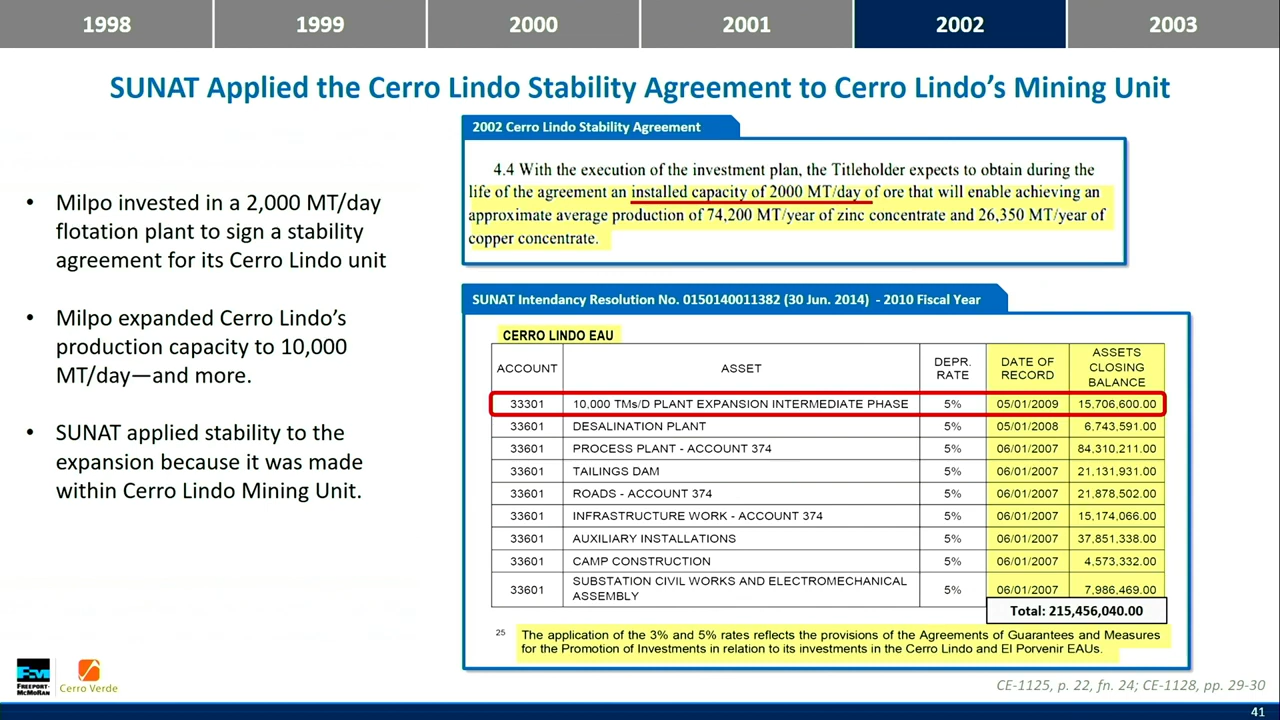 1998 1999 2000 2001 2002 2003
SUNAT Applied the Cerro Lindo Stability Agreement to Cerro Lindo's Mining Unit
• Milpo invested in a 2,000 MT/day
flotation plant to sign a stability
agreement for its Cerro Lindo unit
• Milpo expanded Cerro Lindo's
production capacity to 10,000
MT/day—and more.
• SUNAT applied stability to the
expansion because it was made
within Cerro Lindo Mining Unit.
2002 Cerro Lindo Stability Agreement
4.4 With the execution of the investment plan, the Titleholder expects to obtain during the
life of the agreement an installed capacity of 2000 MT/day of ore that will enable achieving an
approximate average production of 74,200 MT/year of zinc concentrate and 26,350 MT/year of
copper concentrate.
SUNAT Intendancy Resolution No. 0150140011382 (30 Jun. 2014) - 2010 Fiscal Year
CERRO LINDO EAU
ACCOUNT ASSET DEPR. RATE DATE OF RECORD ASSETS CLOSING BALANCE
33301 10,000 TMs/D PLANT EXPANSION INTERMEDIATE PHASE 5% 05/01/2009 15,706,600.00
33601 DESALINATION PLANT 5% 05/01/2008 6,743,591.00
33601 PROCESS PLANT - ACCOUNT 374 5% 06/01/2007 84,310,211.00
33601 TAILINGS DAM 5% 06/01/2007 21,131,931.00
33601 ROADS - ACCOUNT 374 5% 06/01/2007 21,878,502.00
33601 INFRASTRUCTURE WORK - ACCOUNT 374 5% 06/01/2007 15,174,066.00
33601 AUXILIARY INSTALLATIONS 5% 06/01/2007 37,851,338.00
33601 CAMP CONSTRUCTION 5% 06/01/2007 4,573,332.00
33601 SUBSTATION CIVIL WORKS AND ELECTROMECHANICAL ASSEMBLY 5% 06/01/2007 7,986,469.00
Total: 215,456,040.00
25 The application of the 3% and 5% rates reflects the provisions of the Agreements of Guarantees and Measures
for the Promotion of Investments in relation to its investments in the Cerro Lindo and El Porvenir EAUs.
FREEPORT-McMoRAN
Cerro Verde
CE-1125, p. 22, fn. 24; CE-1128, pp. 29-30
41